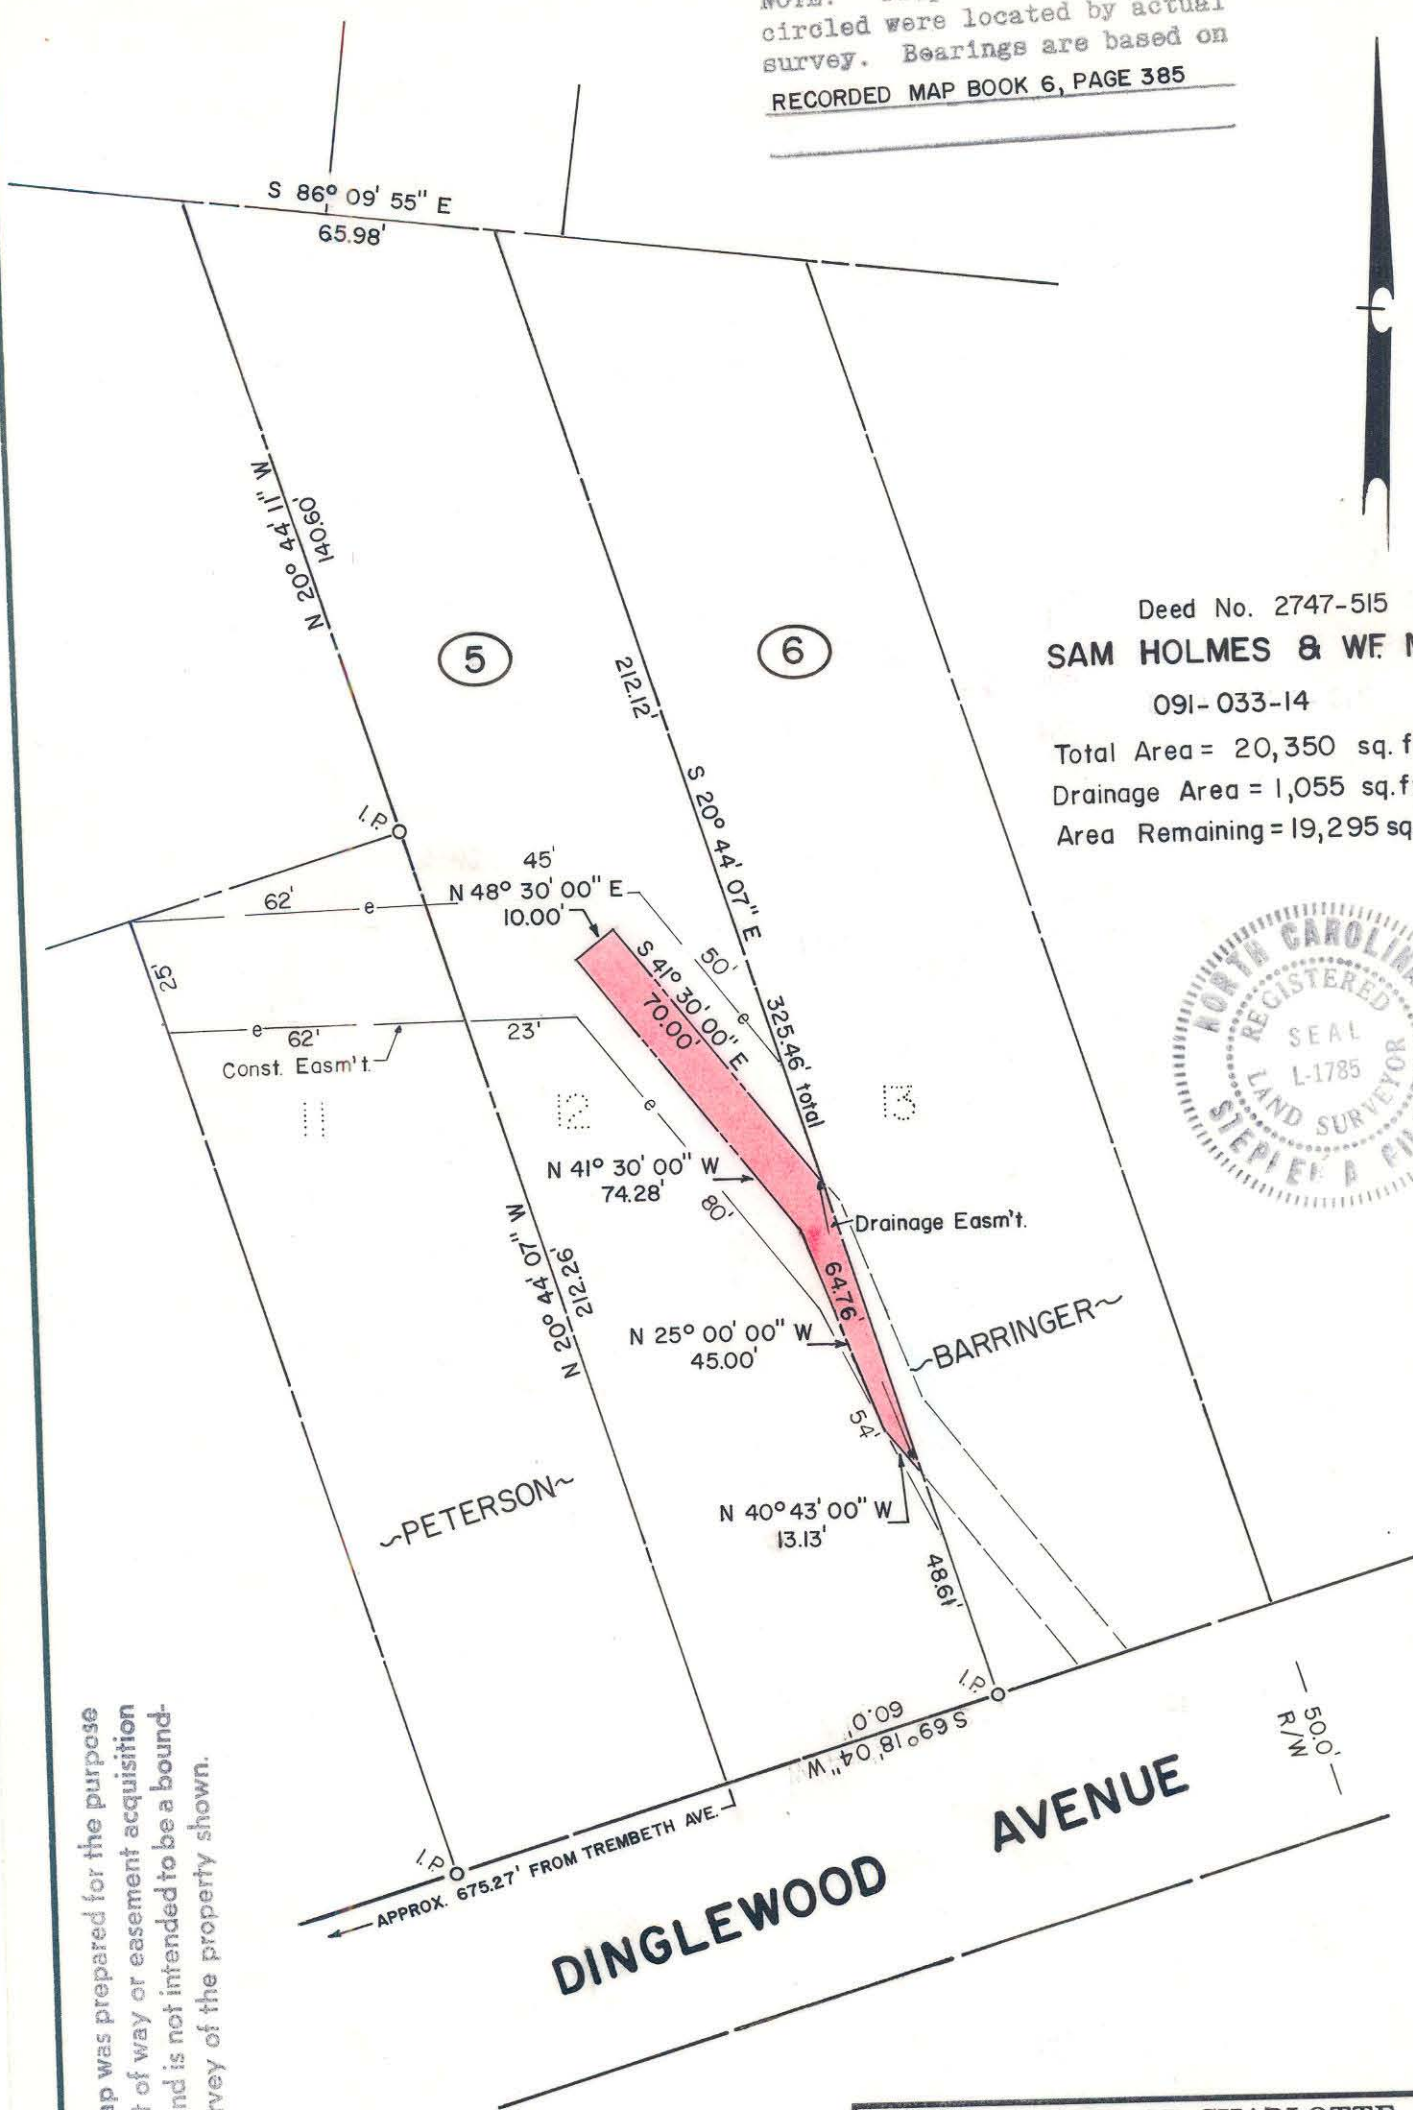 NOTE:
circled were located by actual
survey. Bearings are based on
RECORDED MAP BOOK 6, PAGE 385
S 86° 09' 55" E
65.98'
N 20° 44' 11" W
140.60'
5
6
212.12'
S 20° 44' 07" E
325.46' total
Deed No. 2747-515
SAM HOLMES & WF.
091-033-14
Total Area = 20,350 sq. f
Drainage Area = 1,055 sq.f
Area Remaining = 19,295 sq
I.P.
45'
N 48° 30' 00" E
10.00'
62'
e
25'
S 41° 30' 00" E
70.00'
50'
e
e
62'
23'
Const. Easm't.
e
11
12
13
NORTH CAROLINA
REGISTERED
SEAL
L-1785
LAND SURVEYOR
N 41° 30' 00" W
74.28'
80'
Drainage Easm't.
N 20° 44' 07" W
212.26'
64.76'
N 25° 00' 00" W
45.00'
~BARRINGER~
54'
~PETERSON~
N 40° 43' 00" W
13.13'
48.61'
I.P.
60.0'
S 69° 18' 04" W
50.0'
R/W
I.P.
APPROX. 675.27' FROM TREMBETH AVE.
DINGLEWOOD AVENUE
ap was prepared for the purpose
t of way or easement acquisition
nd is not intended to be a bound-
rvey of the property shown.